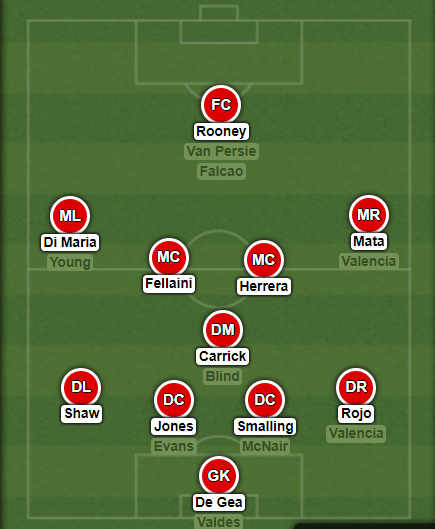 FC
Rooney
Van Persie
Falcao
ML
Di Maria
Young
MR
Mata
Valencia
MC
Fellaini
MC
Herrera
DM
Carrick
Blind
DL
Shaw
DC
Jones
Evans
DC
Smalling
McNair
DR
Rojo
Valencia
GK
De Gea
Valdes